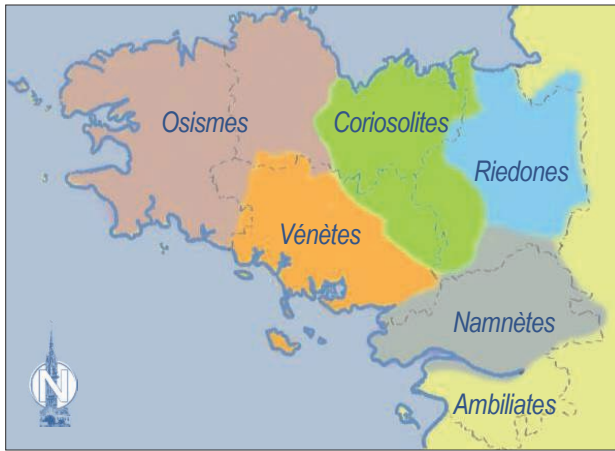 Osismes
Coriosolites
Riedones
Vénètes
Namnètes
Ambiliates
N